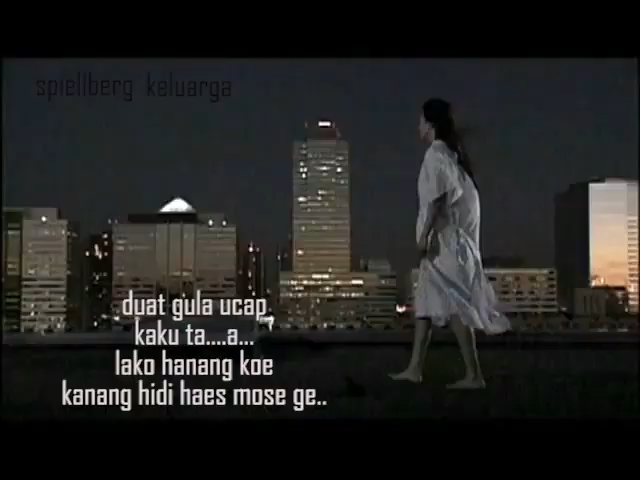 spiellberg keluarga
duat gula ucap
kaku ta....a...
lako hanang koe
kanang hidi haes mose ge..